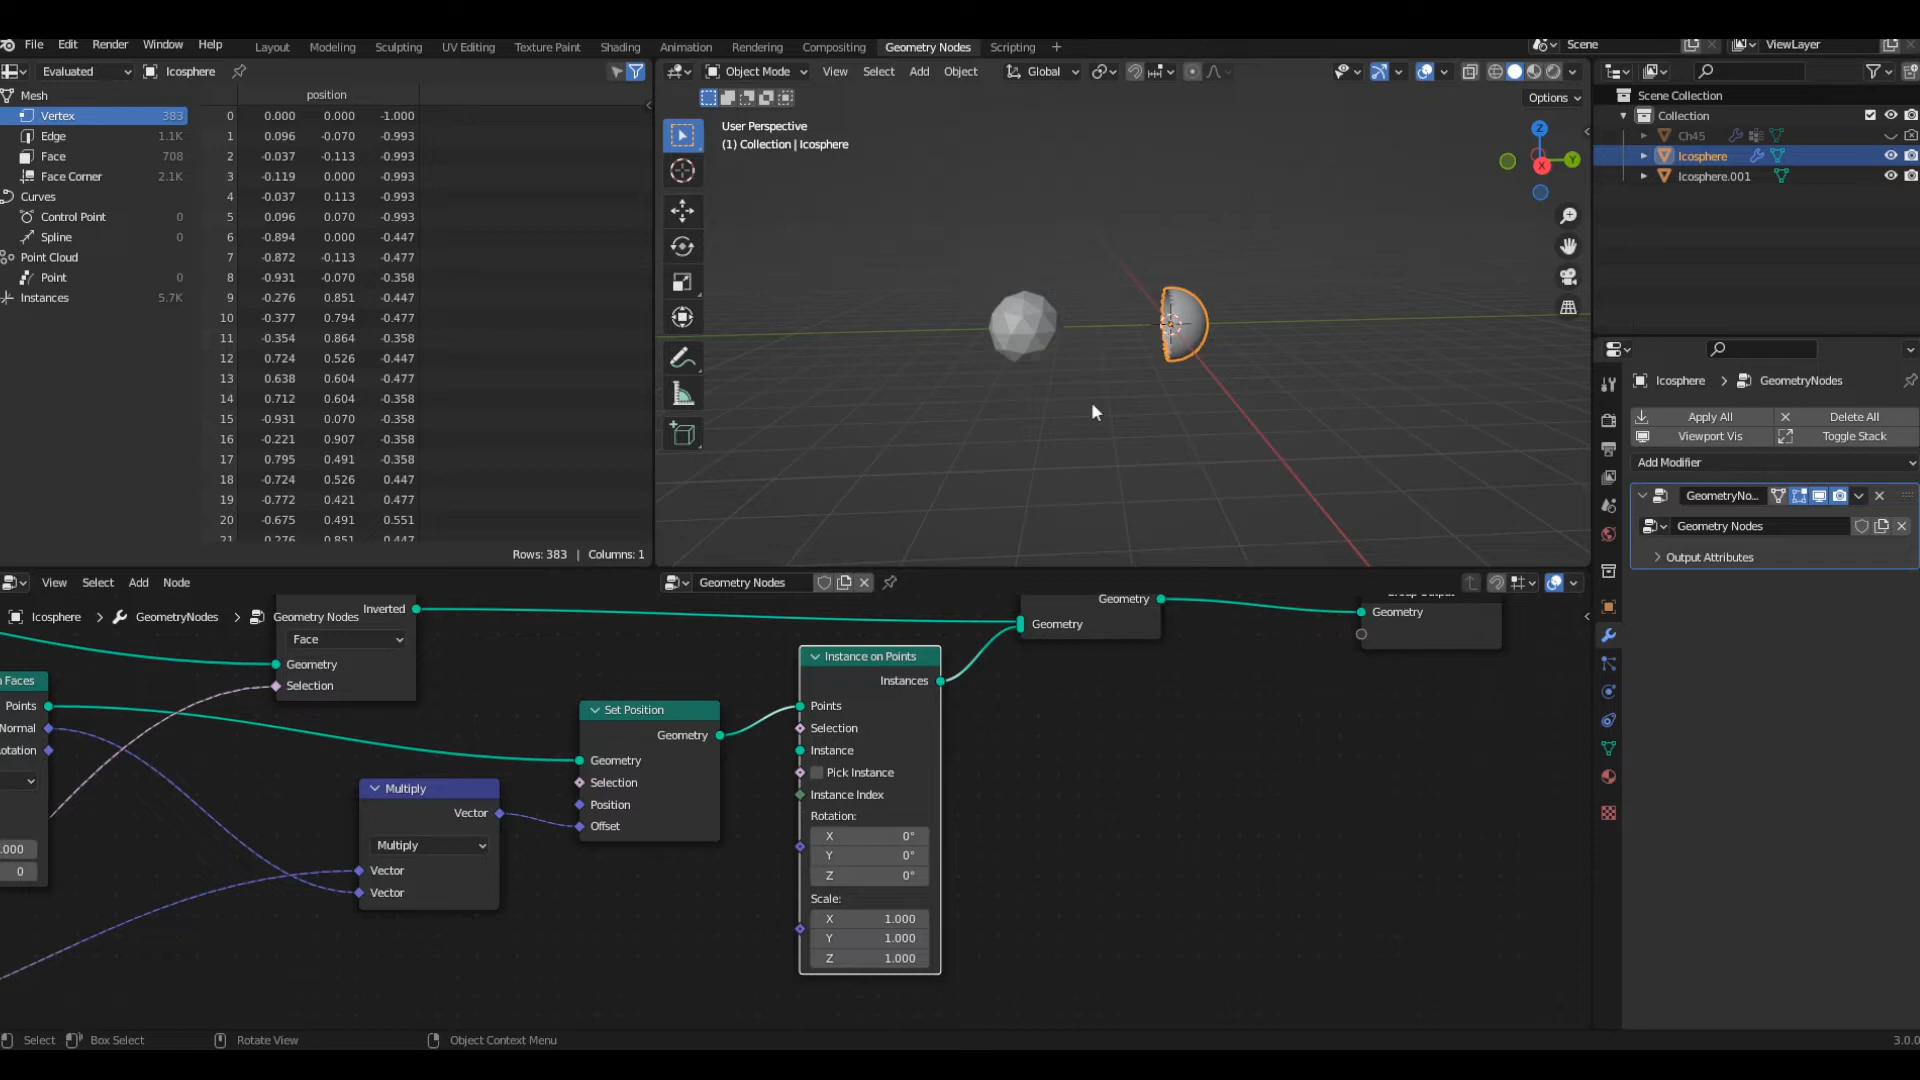 File Edit Render Window Help
Layout Modeling Sculpting UV Editing Texture Paint Shading Animation Rendering Compositing Geometry Nodes Scripting
Scene ViewLayer
Evaluated Icosphere
Mesh
Vertex 383
Edge 1.1K
Face 708
Face Corner 2.1K
Curves
Control Point 0
Spline 0
Point Cloud
Point 0
Instances 5.7K
position
0 0.000 0.000 -1.000
1 0.096 -0.070 -0.993
2 -0.037 -0.113 -0.993
3 -0.119 0.000 -0.993
4 -0.037 0.113 -0.993
5 0.096 0.070 -0.993
6 -0.894 0.000 -0.447
7 -0.872 -0.113 -0.477
8 -0.931 -0.070 -0.358
9 -0.276 0.851 -0.447
10 -0.377 0.794 -0.477
11 -0.354 0.864 -0.358
12 0.724 0.526 -0.447
13 0.638 0.604 -0.477
14 0.712 0.604 -0.358
15 -0.931 0.070 -0.358
16 -0.221 0.907 -0.358
17 0.795 0.491 -0.358
18 -0.724 0.526 0.447
19 -0.772 0.421 0.477
20 -0.675 0.491 0.551
21 0.276 0.851 0.447
Rows: 383 | Columns: 1
Object Mode View Select Add Object Global
Options
User Perspective
(1) Collection | Icosphere
Z
Y
X
Scene Collection
Collection
Ch45
Icosphere
Icosphere.001
Icosphere > GeometryNodes
Apply All Delete All
Viewport Vis Toggle Stack
Add Modifier
GeometryNo...
Geometry Nodes
Output Attributes
View Select Add Node
Geometry Nodes
Icosphere > GeometryNodes > Geometry Nodes
Inverted
Face
Geometry
Selection
n Faces
Points
Normal
otation
.000
0
Multiply
Vector
Multiply
Vector
Vector
Set Position
Geometry
Geometry
Selection
Position
Offset
Instance on Points
Instances
Points
Selection
Instance
Pick Instance
Instance Index
Rotation:
X 0°
Y 0°
Z 0°
Scale:
X 1.000
Y 1.000
Z 1.000
Geometry
Geometry
Group Output
Geometry
Select Box Select Rotate View Object Context Menu
3.0.0